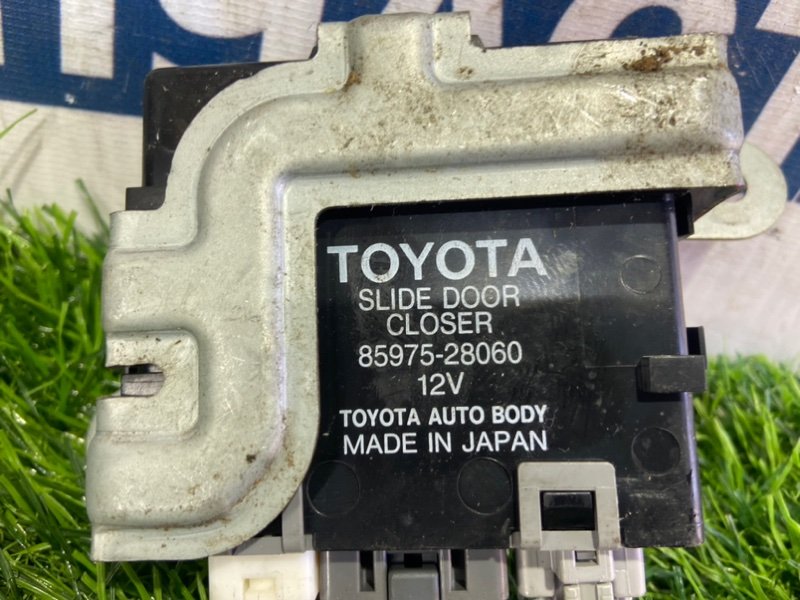 TOYOTA
SLIDE DOOR
CLOSER
85975-28060
12V
TOYOTA AUTO BODY
MADE IN JAPAN